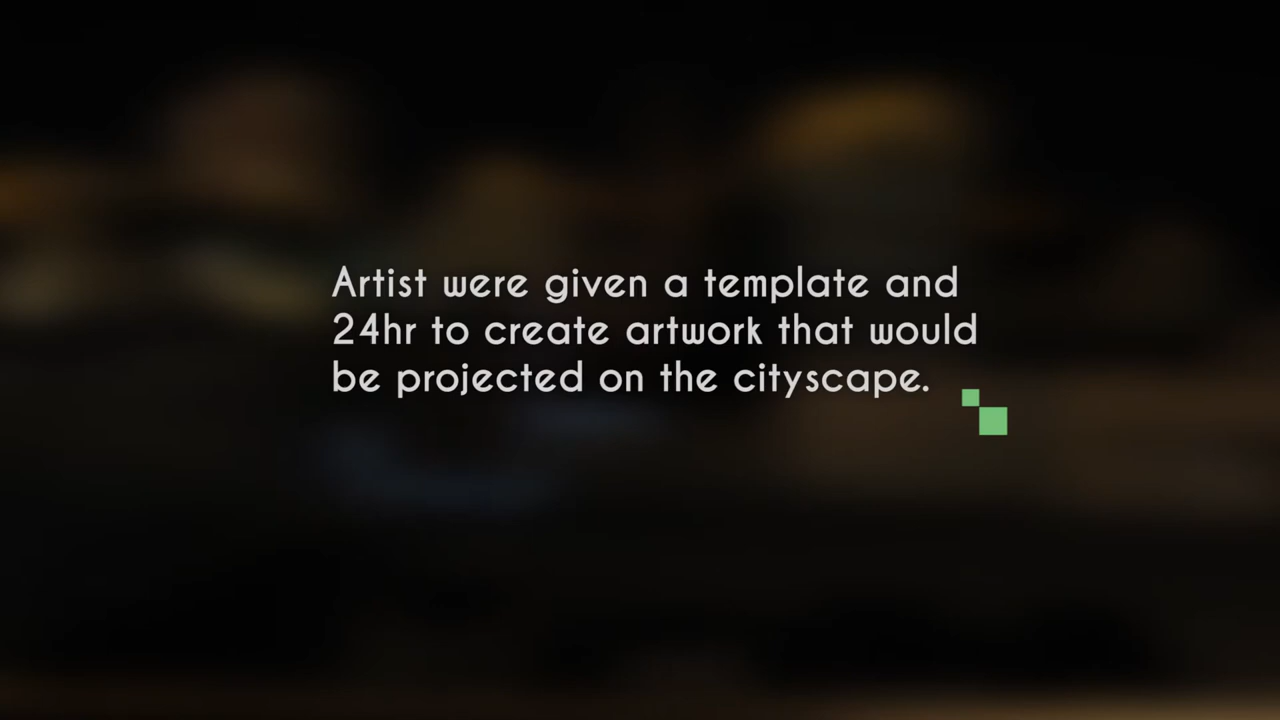 Artist were given a template and
24hr to create artwork that would
be projected on the cityscape.